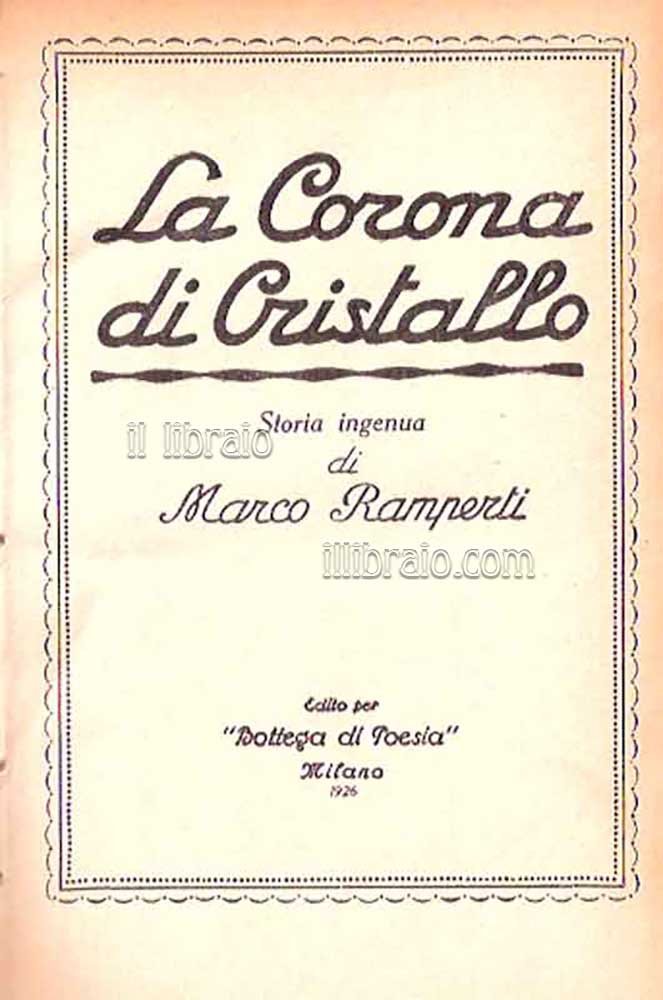 La Corona
di Cristallo
Storia ingenua
il libraio
di
Marco Ramperti
illibraio.com
Edito per
"Bottega di Poesia"
Milano
1926